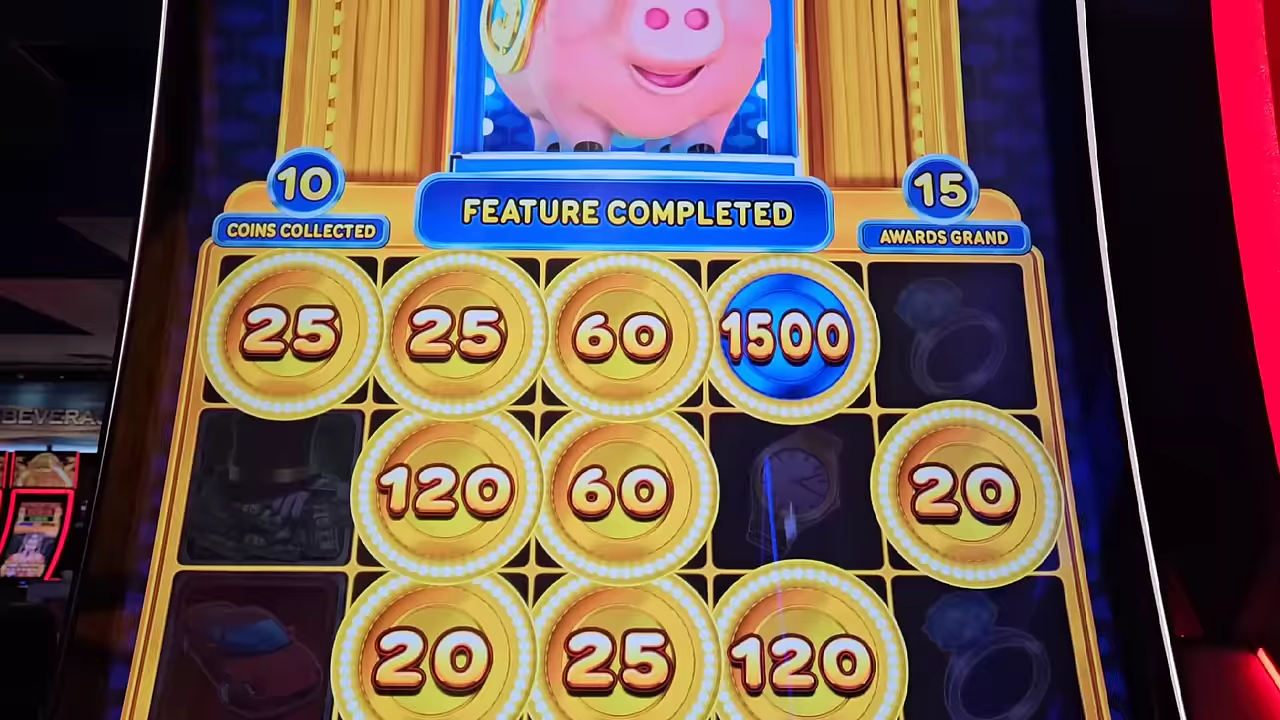 10
15
FEATURE COMPLETED
COINS COLLECTED
AWARDS GRAND
25 25 60 1500
120 60 20
20 25 120